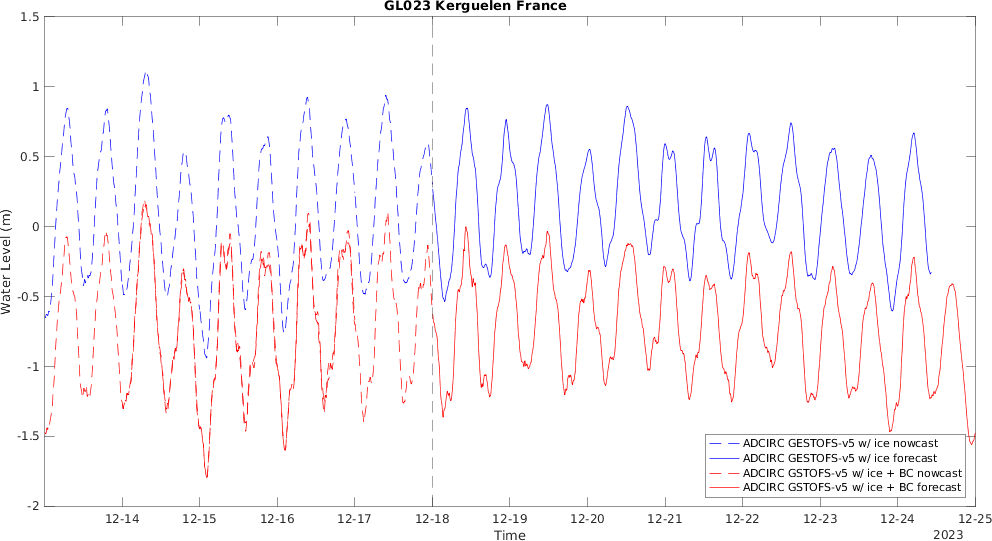 GL023 Kerguelen France
1.5
1
0.5
0
-0.5
-1
-1.5
-2
Water Level (m)
ADCIRC GESTOFS-v5 w/ ice nowcast
ADCIRC GESTOFS-v5 w/ ice forecast
ADCIRC GSTOFS-v5 w/ ice + BC nowcast
ADCIRC GSTOFS-v5 w/ ice + BC forecast
12-14 12-15 12-16 12-17 12-18 12-19 12-20 12-21 12-22 12-23 12-24 12-25
Time
2023